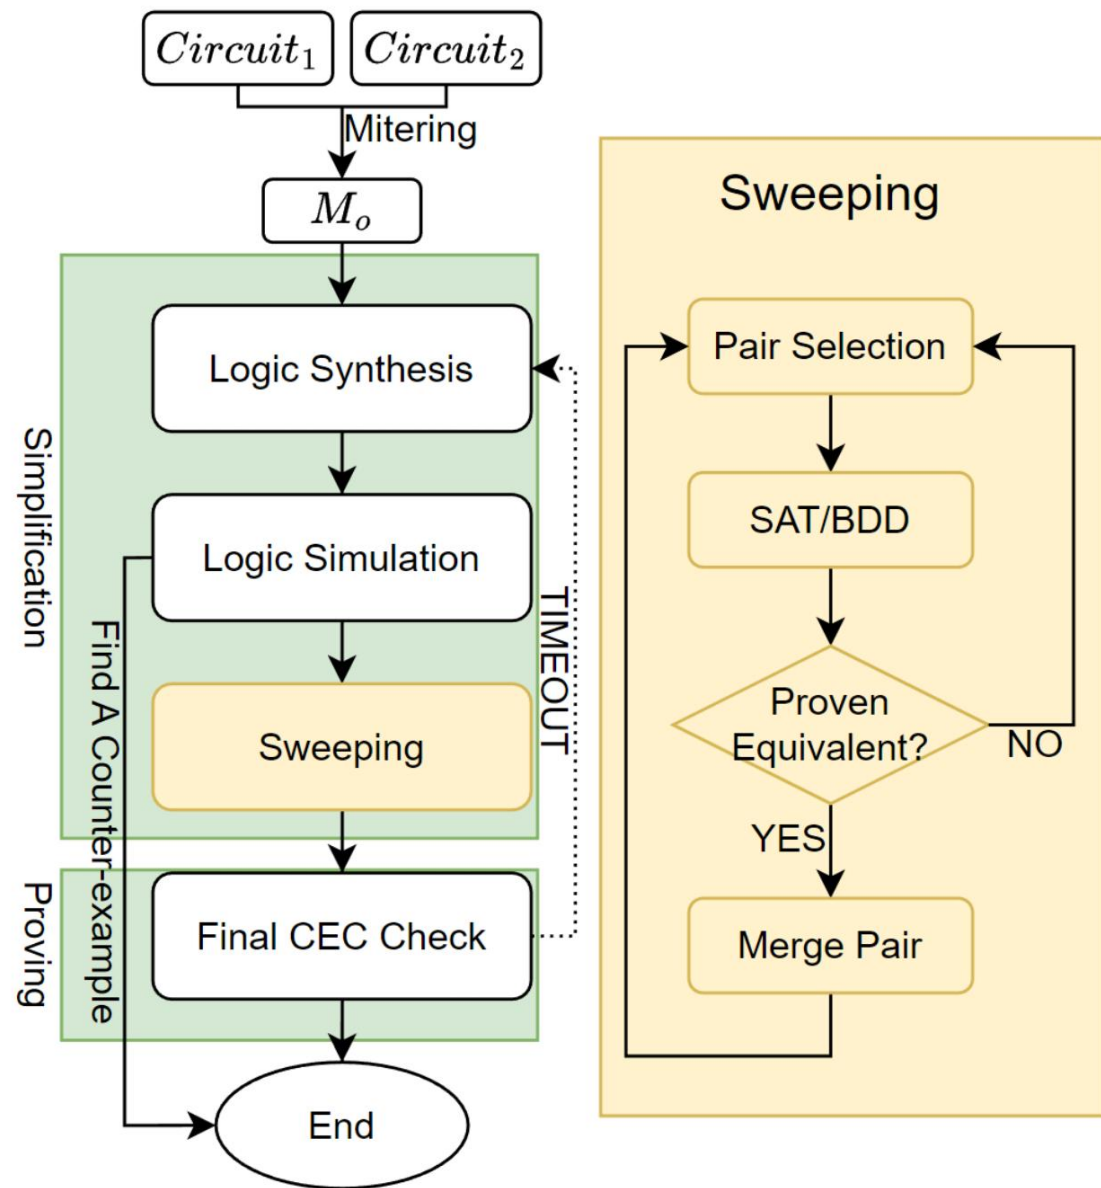 Circuit₁
Circuit₂
Mitering
Mₒ
Simplification
Logic Synthesis
Logic Simulation
Sweeping
Find A Counter-example
TIMEOUT
Proving
Final CEC Check
End
Sweeping
Pair Selection
SAT/BDD
Proven
Equivalent?
NO
YES
Merge Pair